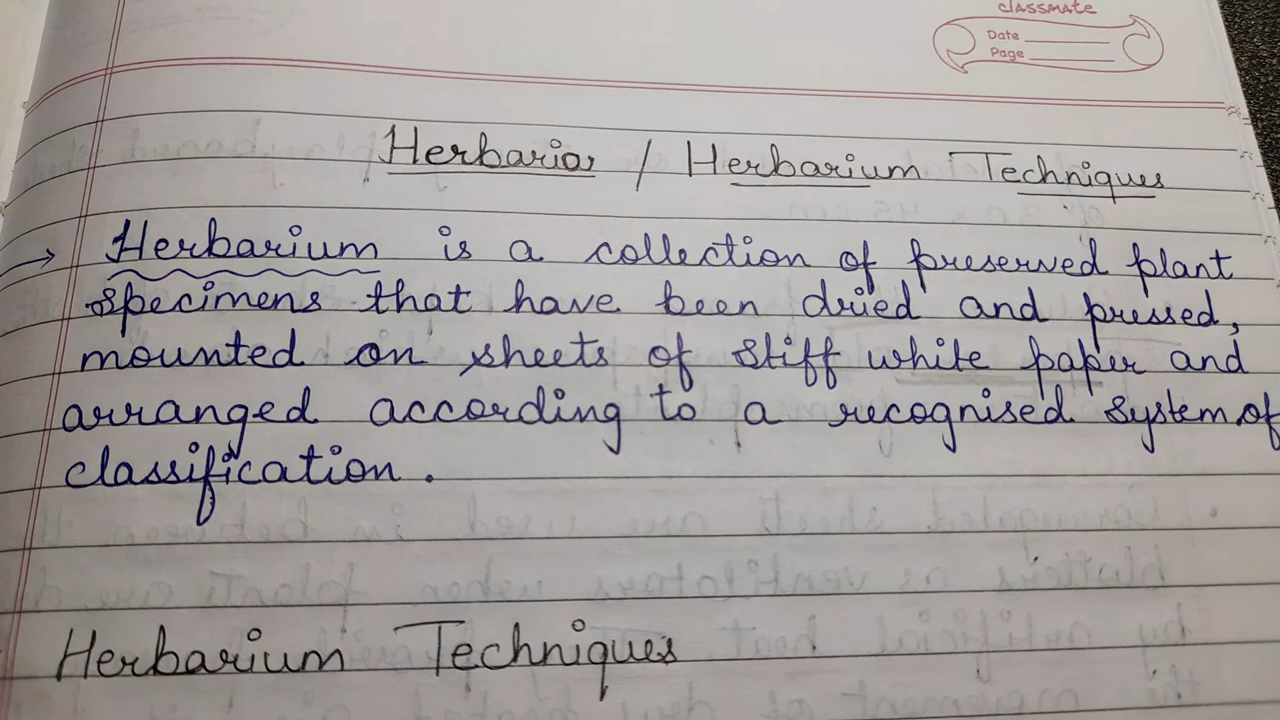 classmate
Date
Page
Herbaria / Herbarium Techniques
→ Herbarium is a collection of preserved plant
specimens that have been dried and pressed,
mounted on sheets of stiff white paper and
arranged according to a recognised system of
classification.
Herbarium Techniques